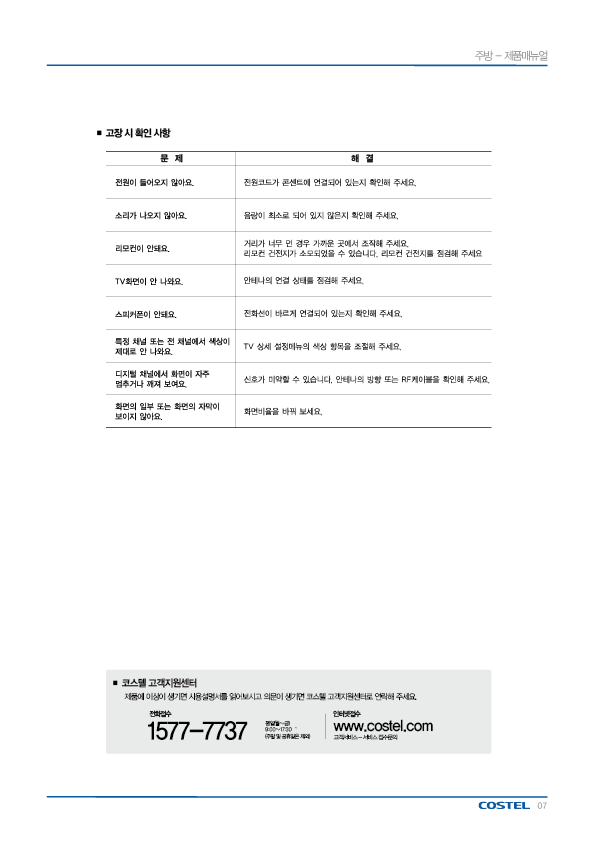 주방 - 제품매뉴얼
■ 고장 시 확인 사항
문 제
해 결
전원이 들어오지 않아요.
전원코드가 콘센트에 연결되어 있는지 확인해 주세요.
소리가 나오지 않아요.
음량이 최소로 되어 있지 않은지 확인해 주세요.
리모컨이 안돼요.
거리가 너무 먼 경우 가까운 곳에서 조작해 주세요.
리모컨 건전지가 소모되었을 수 있습니다. 리모컨 건전지를 점검해 주세요
TV화면이 안 나와요.
안테나의 연결 상태를 점검해 주세요.
스피커폰이 안돼요.
전화선이 바르게 연결되어 있는지 확인해 주세요.
특정 채널 또는 전 채널에서 색상이
제대로 안 나와요.
TV 상세 설정메뉴의 색상 항목을 조절해 주세요.
디지털 채널에서 화면이 자주
멈추거나 깨져 보여요.
신호가 미약할 수 있습니다. 안테나의 방향 또는 RF케이블을 확인해 주세요.
화면의 일부 또는 화면의 자막이
보이지 않아요.
화면비율을 바꿔 보세요.
■ 코스텔 고객지원센터
제품에 이상이 생기면 사용설명서를 읽어보시고 의문이 생기면 코스텔 고객지원센터로 연락해 주세요.
전화접수
1577-7737
평일(월~금)
9:00~17:30
(주말 및 공휴일은 제외)
인터넷접수
www.costel.com
고객서비스 - 서비스 접수문의
COSTEL 07